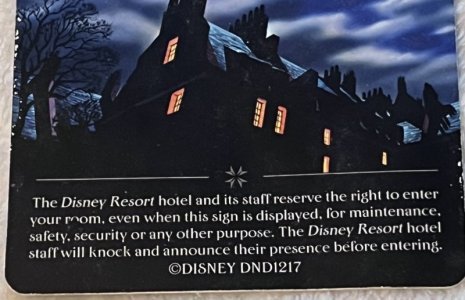 The Disney Resort hotel and its staff reserve the right to enter
your room, even when this sign is displayed, for maintenance,
safety, security or any other purpose. The Disney Resort hotel
staff will knock and announce their presence before entering.
©DISNEY DND1217